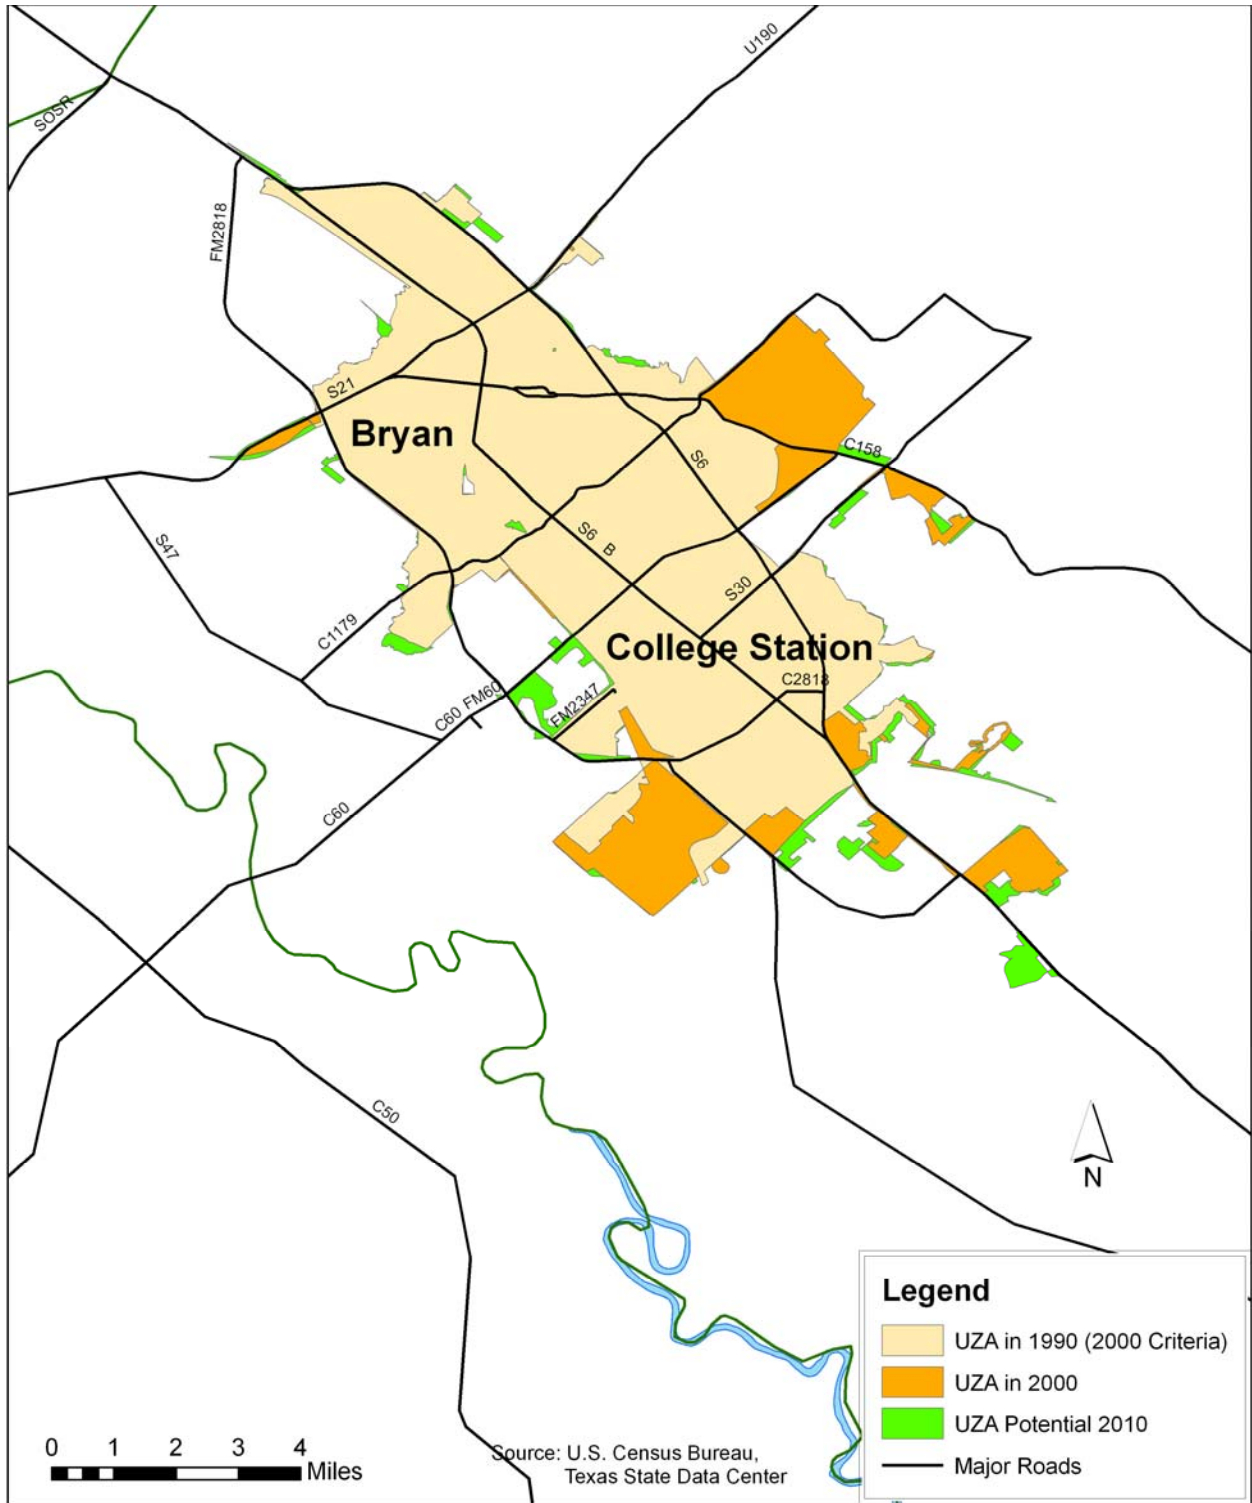 U190
SOSR
FM2818
S21
Bryan
C158
S6
S6 B
S47
S30
C1179
College Station
C2818
C60 FM60
FM2347
C60
C50
N
Legend
UZA in 1990 (2000 Criteria)
UZA in 2000
UZA Potential 2010
Major Roads
0 1 2 3 4
Miles
Source: U.S. Census Bureau,
Texas State Data Center